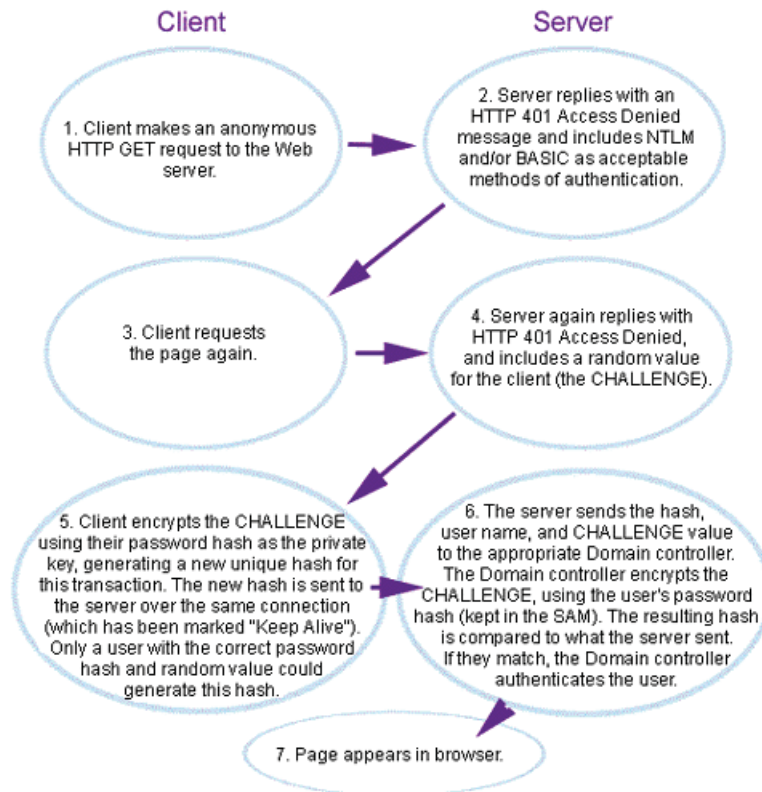 Client
Server
1. Client makes an anonymous
HTTP GET request to the Web
server.
2. Server replies with an
HTTP 401 Access Denied
message and includes NTLM
and/or BASIC as acceptable
methods of authentication.
3. Client requests
the page again.
4. Server again replies with
HTTP 401 Access Denied,
and includes a random value
for the client (the CHALLENGE).
5. Client encrypts the CHALLENGE
using their password hash as the private
key, generating a new unique hash for
this transaction. The new hash is sent to
the server over the same connection
(which has been marked "Keep Alive").
Only a user with the correct password
hash and random value could
generate this hash.
6. The server sends the hash,
user name, and CHALLENGE value
to the appropriate Domain controller.
The Domain controller encrypts the
CHALLENGE, using the user's password
hash (kept in the SAM). The resulting hash
is compared to what the server sent.
If they match, the Domain controller
authenticates the user.
7. Page appears in browser.